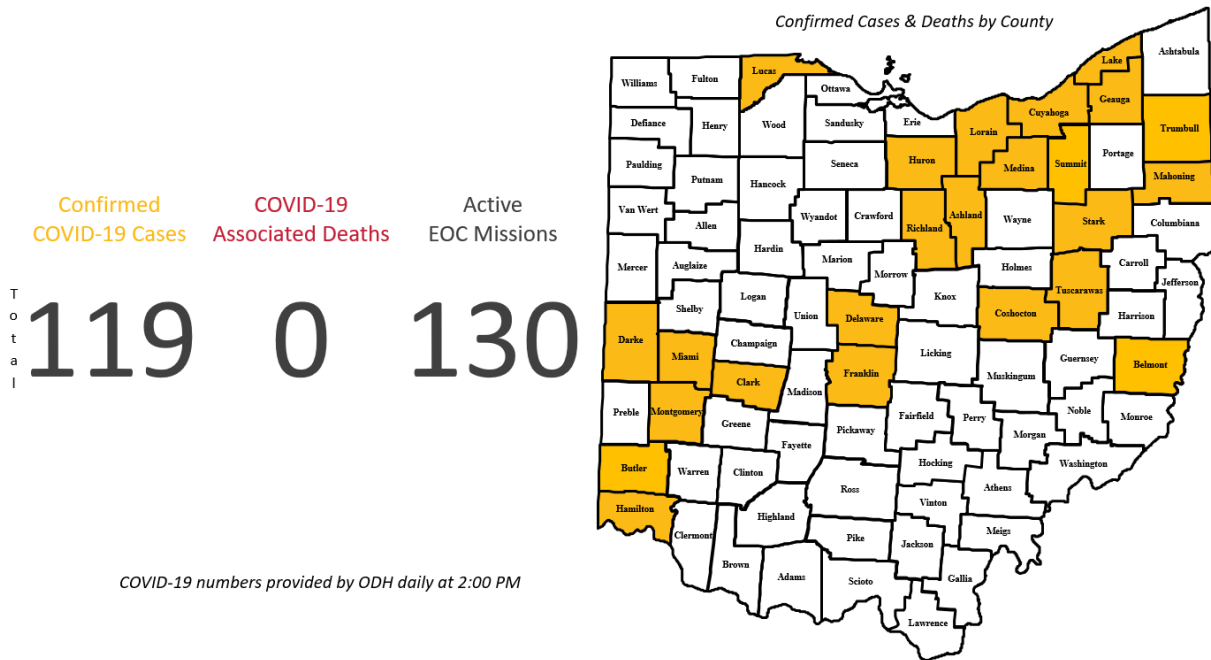 Confirmed Cases & Deaths by County
Confirmed
COVID-19 Cases
COVID-19
Associated Deaths
Active
EOC Missions
Total
119
0
130
COVID-19 numbers provided by ODH daily at 2:00 PM
Williams
Fulton
Lucas
Ottawa
Lake
Ashtabula
Geauga
Cuyahoga
Defiance
Henry
Wood
Sandusky
Erie
Lorain
Trumbull
Paulding
Putnam
Hancock
Seneca
Huron
Medina
Summit
Portage
Mahoning
Van Wert
Allen
Wyandot
Crawford
Richland
Ashland
Wayne
Stark
Columbiana
Mercer
Auglaize
Hardin
Marion
Morrow
Holmes
Tuscarawas
Carroll
Jefferson
Shelby
Logan
Union
Delaware
Knox
Coshocton
Harrison
Darke
Miami
Champaign
Clark
Madison
Franklin
Licking
Muskingum
Guernsey
Belmont
Preble
Montgomery
Greene
Fayette
Pickaway
Fairfield
Perry
Morgan
Noble
Monroe
Butler
Warren
Clinton
Ross
Hocking
Athens
Washington
Hamilton
Clermont
Highland
Pike
Vinton
Jackson
Meigs
Brown
Adams
Scioto
Gallia
Lawrence